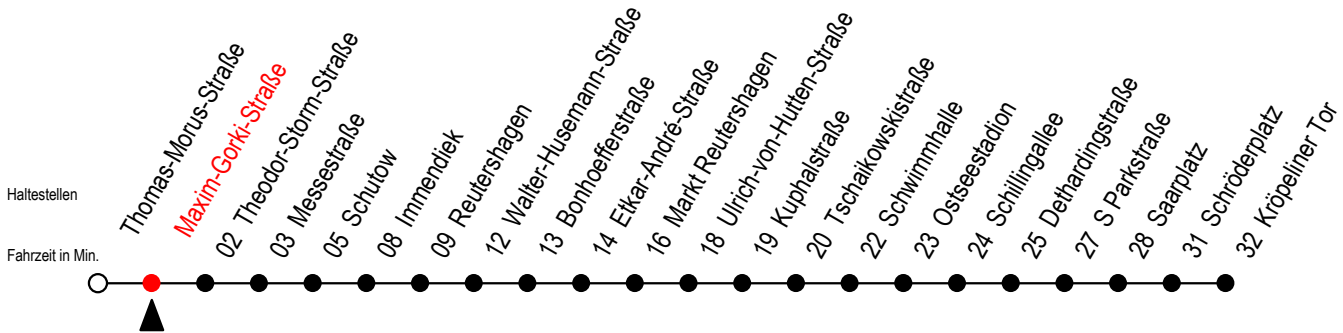 Haltestellen
Fahrzeit in Min.
Thomas-Morus-Straße
Maxim-Gorki-Straße
02 Theodor-Storm-Straße
03 Messestraße
05 Schutow
08 Immendiek
09 Reutershagen
12 Walter-Husemann-Straße
13 Bonhoefferstraße
14 Etkar-André-Straße
16 Markt Reutershagen
18 Ulrich-von-Hutten-Straße
19 Kuphalstraße
20 Tschaikowskistraße
22 Schwimmhalle
23 Ostseestadion
24 Schillingallee
25 Dethardingstraße
27 S Parkstraße
28 Saarplatz
31 Schröderplatz
32 Kröpeliner Tor